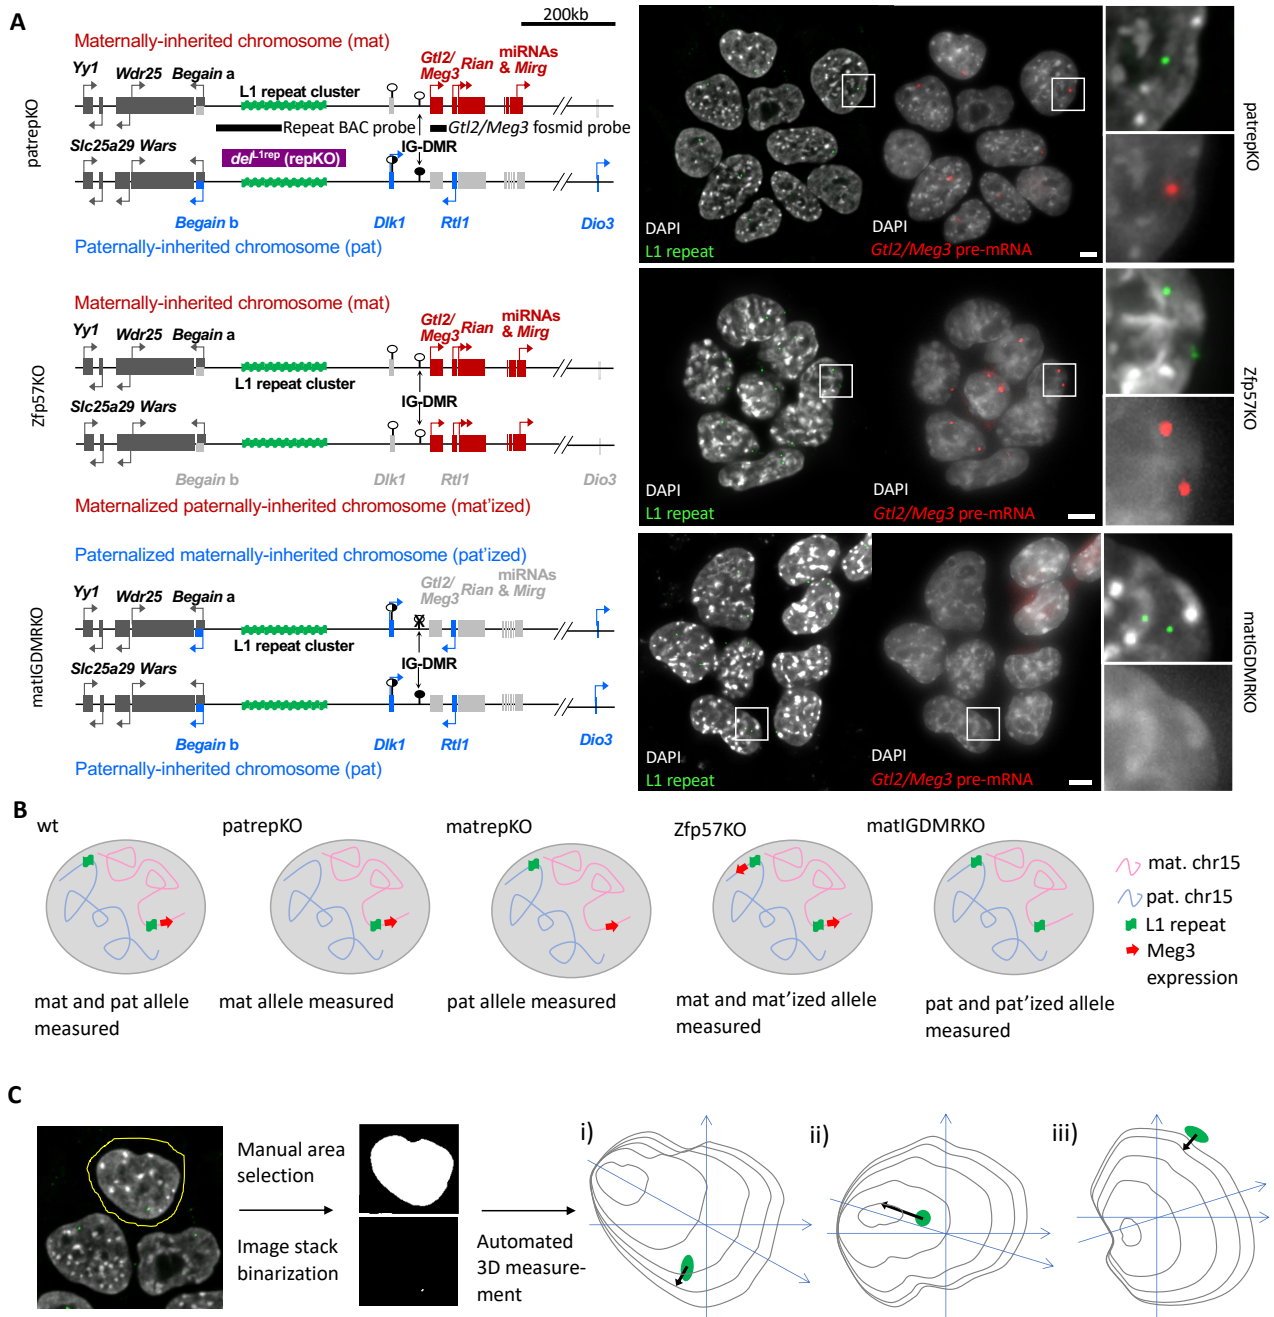 A
200kb
Maternally-inherited chromosome (mat)
Yy1
Wdr25 Begain a
Gtl2/
Meg3
Rian
miRNAs
& Mirg
L1 repeat cluster
Repeat BAC probe
Gtl2/Meg3 fosmid probe
patrepKO
Slc25a29 Wars
delL1rep (repKO)
IG-DMR
Begain b
Dlk1
Rtl1
Dio3
Paternally-inherited chromosome (pat)
DAPI
L1 repeat
DAPI
Gtl2/Meg3 pre-mRNA
patrepKO
Maternally-inherited chromosome (mat)
Yy1
Wdr25 Begain a
Gtl2/
Meg3
Rian
miRNAs
& Mirg
L1 repeat cluster
Zfp57KO
Slc25a29 Wars
IG-DMR
Begain b
Dlk1
Rtl1
Dio3
Maternalized paternally-inherited chromosome (mat'ized)
DAPI
L1 repeat
DAPI
Gtl2/Meg3 pre-mRNA
Zfp57KO
Paternalized maternally-inherited chromosome (pat'ized)
Yy1
Wdr25 Begain a
Gtl2/
Meg3
Rian
miRNAs
& Mirg
L1 repeat cluster
matIGDMRKO
Slc25a29 Wars
IG-DMR
Begain b
Dlk1
Rtl1
Dio3
Paternally-inherited chromosome (pat)
DAPI
L1 repeat
DAPI
Gtl2/Meg3 pre-mRNA
matIGDMRKO
B
wt
patrepKO
matrepKO
Zfp57KO
matIGDMRKO
mat. chr15
pat. chr15
L1 repeat
Meg3
expression
mat and pat allele
measured
mat allele measured
pat allele measured
mat and mat'ized allele
measured
pat and pat'ized allele
measured
C
Manual area
selection
Image stack
binarization
Automated
3D measure-
ment
i)
ii)
iii)